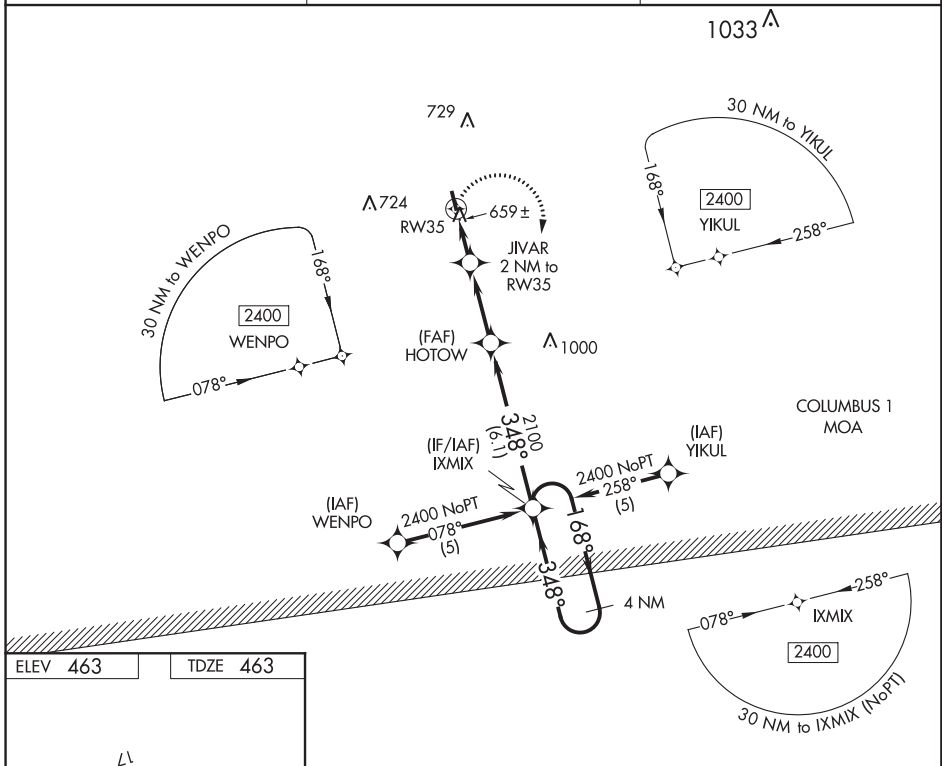 1033
729
30 NM to YIKUL
168°
2400
YIKUL
258°
724
RW35
659 ±
JIVAR
2 NM to
RW35
30 NM to WENPO
168°
2400
WENPO
078°
(FAF)
HOTOW
1000
COLUMBUS 1
MOA
2100
348°
(6.1)
(IF/IAF)
IXMIX
(IAF)
YIKUL
2400 NoPT
258°
(5)
(IAF)
WENPO
2400 NoPT
078°
(5)
168°
348°
4 NM
078°
258°
IXMIX
2400
30 NM to IXMIX (NoPT)
ELEV 463
TDZE 463
17